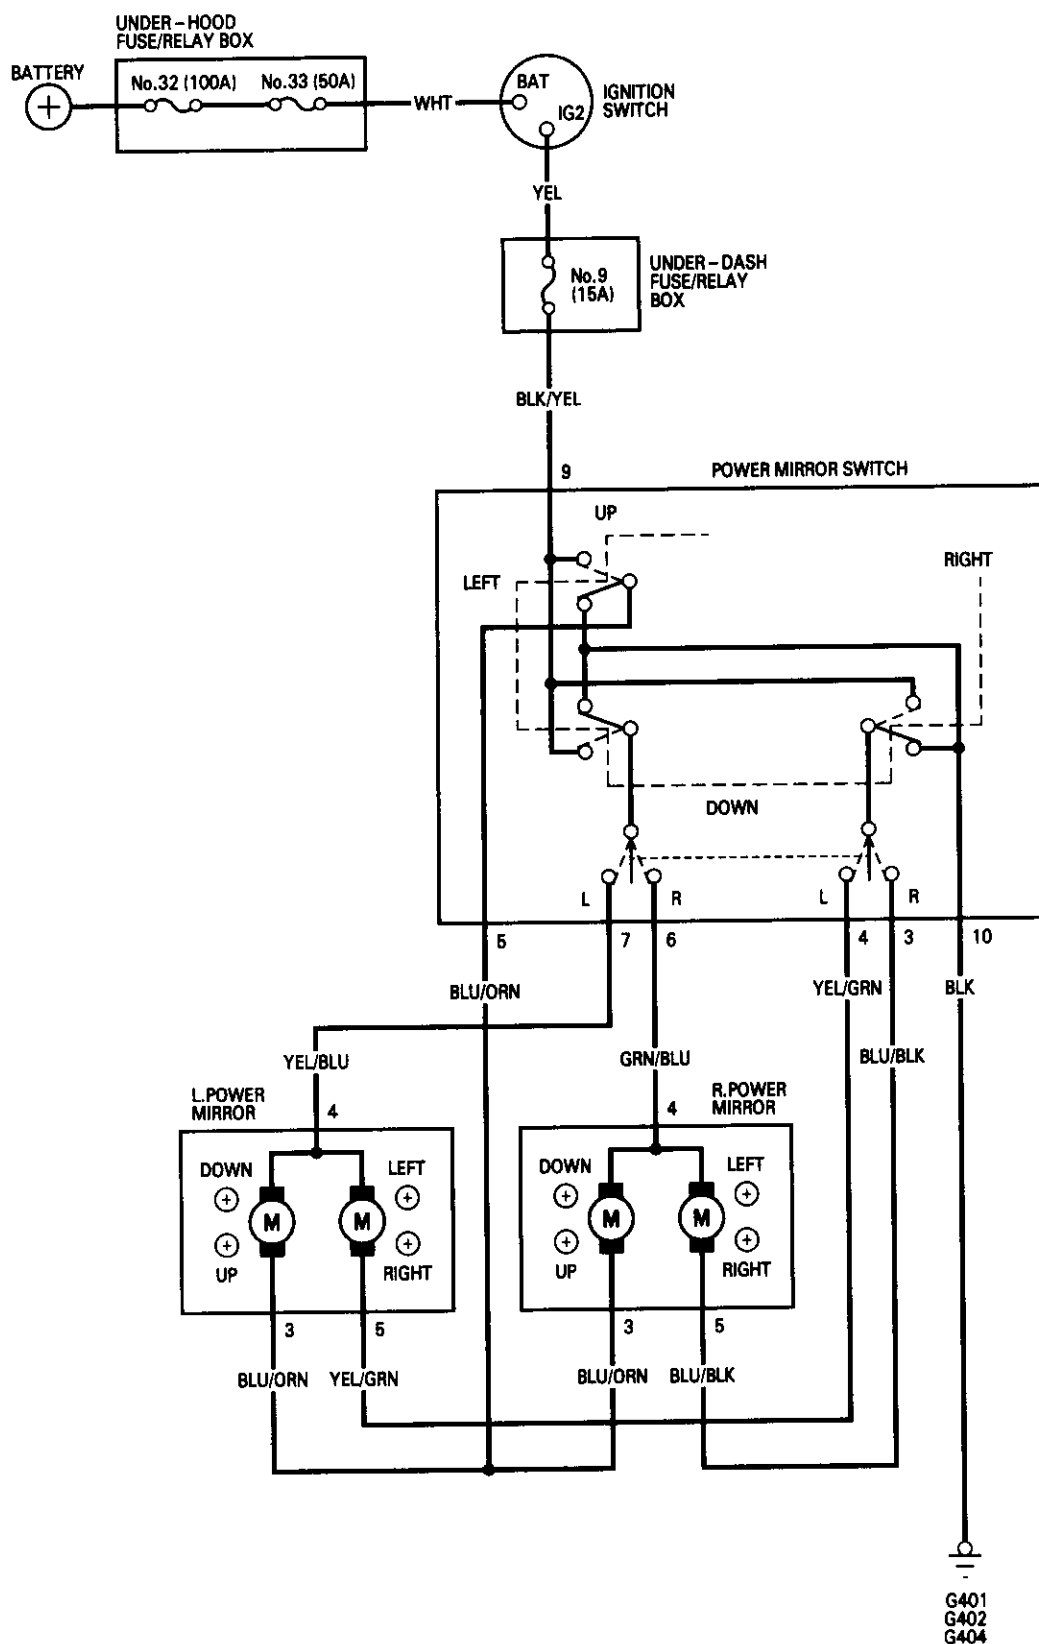 UNDER-HOOD
FUSE/RELAY BOX
BATTERY
No.32 (100A)
No.33 (50A)
WHT
BAT
IG2
IGNITION
SWITCH
YEL
No.9
(15A)
UNDER-DASH
FUSE/RELAY
BOX
BLK/YEL
9
POWER MIRROR SWITCH
UP
LEFT
RIGHT
DOWN
L
R
L
R
5
7
6
4
3
10
BLU/ORN
YEL/GRN
BLK
YEL/BLU
GRN/BLU
BLU/BLK
L.POWER
MIRROR
4
R.POWER
MIRROR
4
DOWN
LEFT
M
M
UP
RIGHT
DOWN
LEFT
M
M
UP
RIGHT
3
5
3
5
BLU/ORN
YEL/GRN
BLU/ORN
BLU/BLK
G401
G402
G404